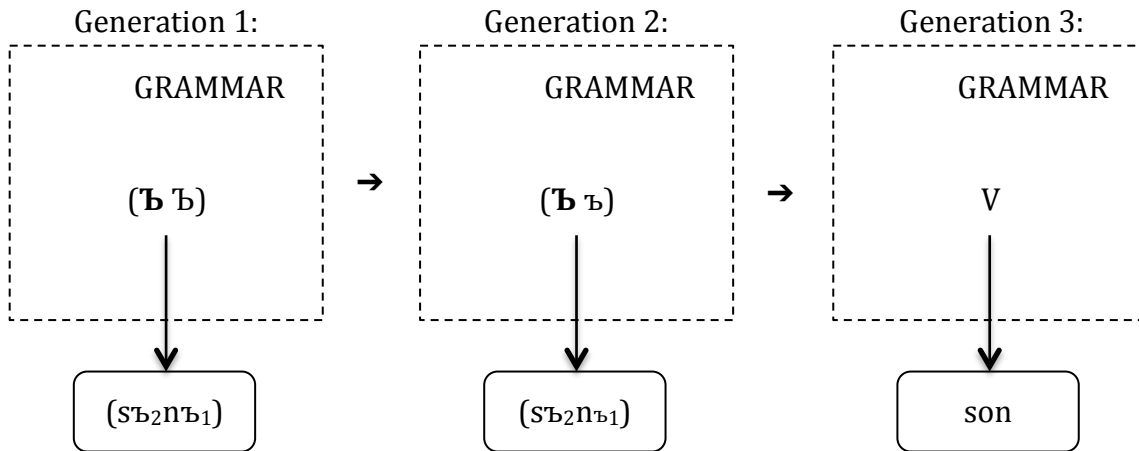 Generation 1: Generation 2: Generation 3:
GRAMMAR GRAMMAR GRAMMAR
➔ ➔
(Ъ Ъ) (Ъ ъ) V
(sъ₂nъ₁) (sъ₂nъ₁) son